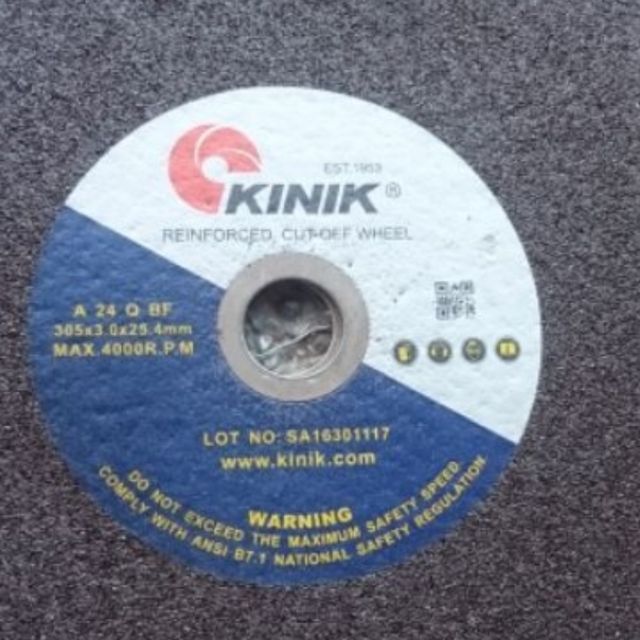 EST.1953
KINIK®
REINFORCED CUT-OFF WHEEL
A 24 Q BF
305x3.0x25.4mm
MAX.4000R.P.M
LOT NO:SA16301117
www.kinik.com
WARNING
DO NOT EXCEED THE MAXIMUM SAFETY SPEED
COMPLY WITH ANSI B7.1 NATIONAL SAFETY REGULATION